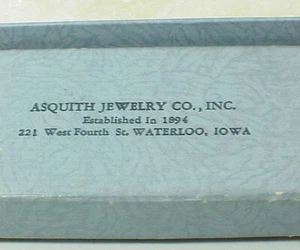 ASQUITH JEWELRY CO., INC.
Established In 1894
221 West Fourth St. WATERLOO, IOWA